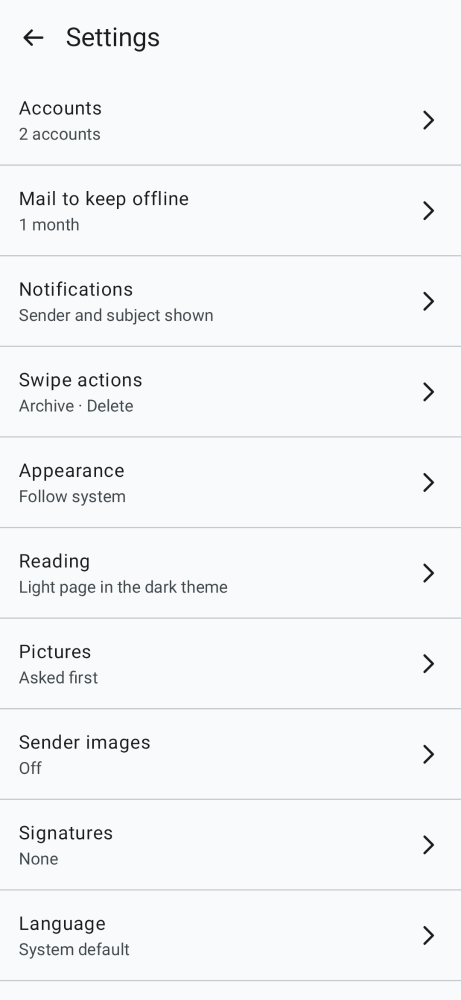 Settings
Accounts
2 accounts
Mail to keep offline
1 month
Notifications
Sender and subject shown
Swipe actions
Archive · Delete
Appearance
Follow system
Reading
Light page in the dark theme
Pictures
Asked first
Sender images
Off
Signatures
None
Language
System default